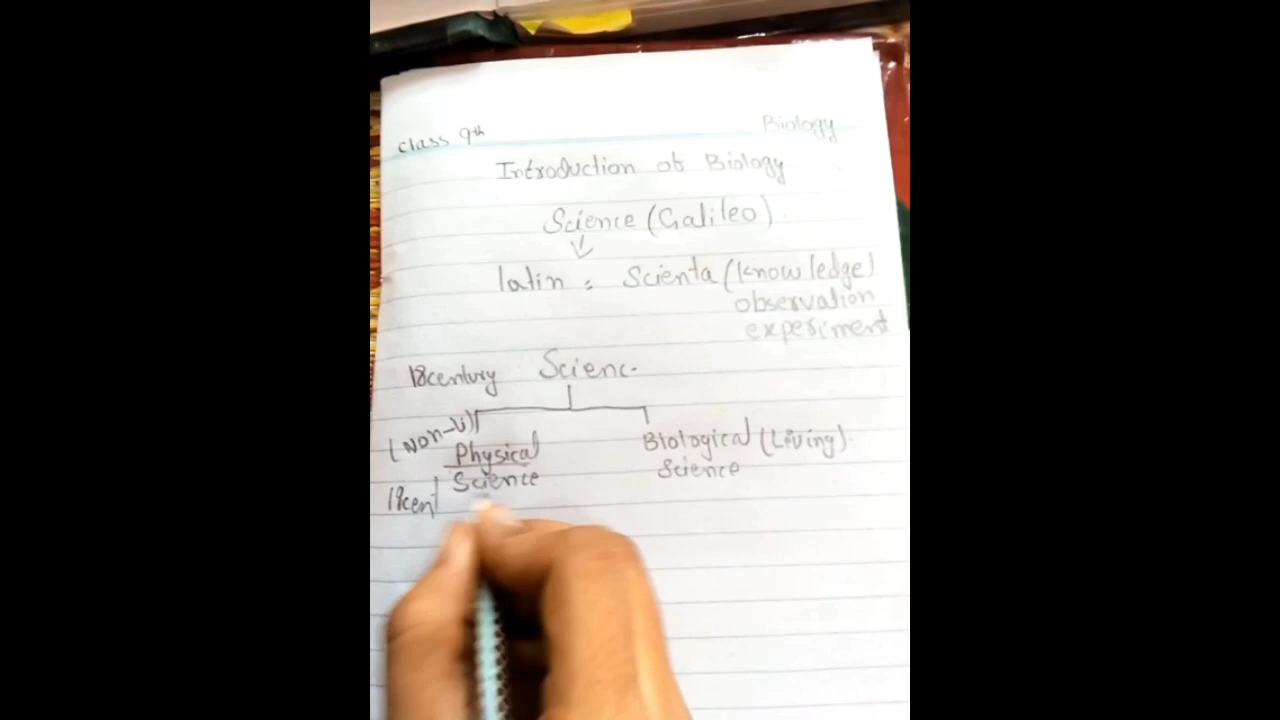 class 9th
Biology
Introduction of Biology
Science (Galileo).
latin : Scienta (knowledge)
observation
experiment
18century Scienc
(Non-li)
Physical Biological (Living).
Science Science
19cent